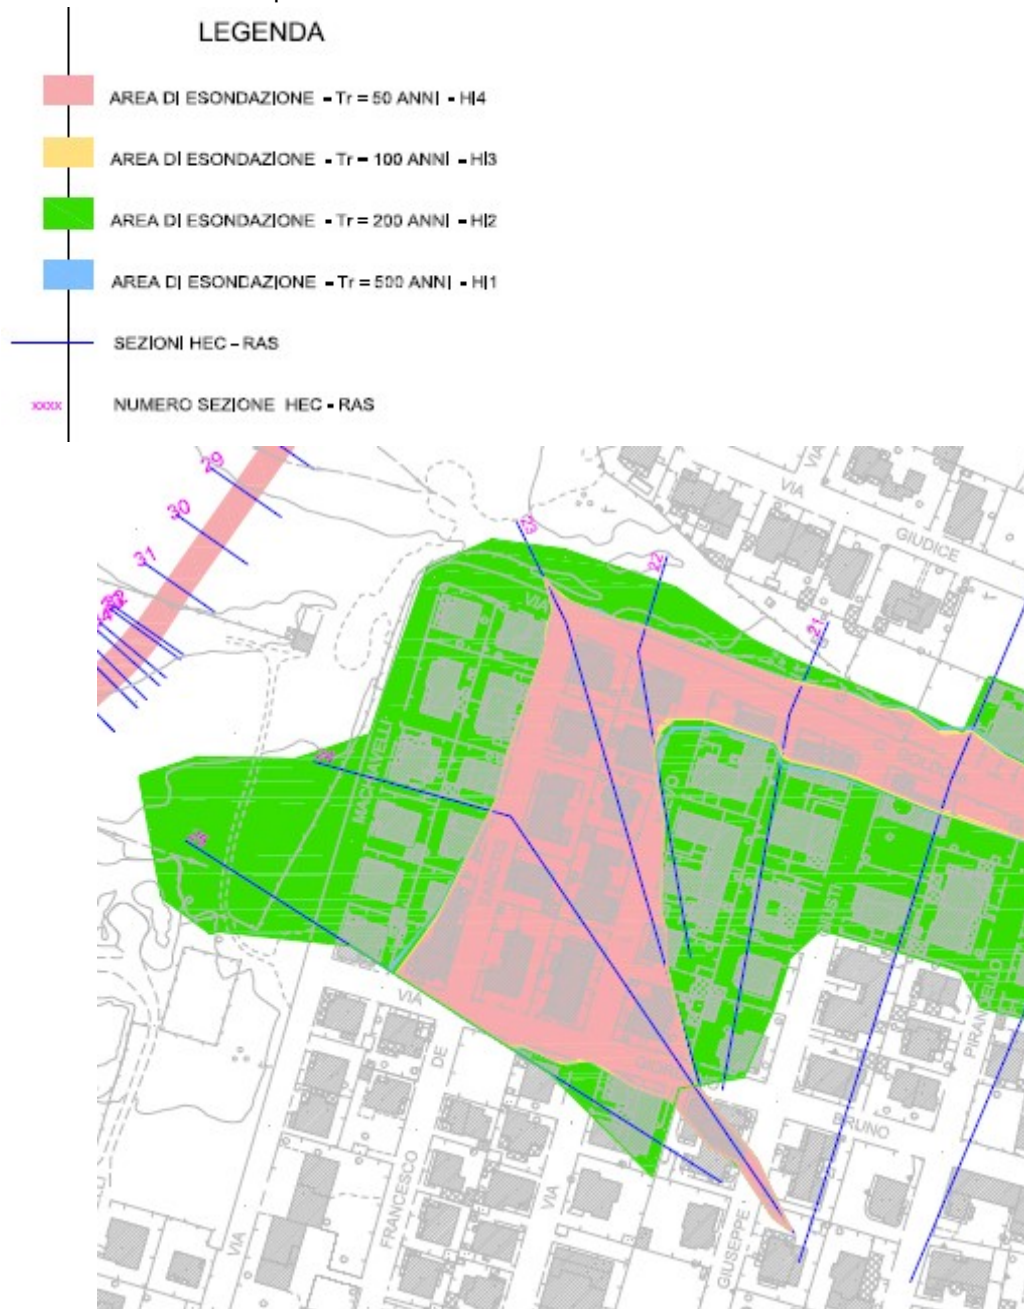 LEGENDA
AREA DI ESONDAZIONE - Tr = 50 ANNI - HI4
AREA DI ESONDAZIONE - Tr = 100 ANNI - HI3
AREA DI ESONDAZIONE - Tr = 200 ANNI - HI2
AREA DI ESONDAZIONE - Tr = 500 ANNI - HI1
SEZIONI HEC - RAS
xxxx NUMERO SEZIONE HEC - RAS
29
30
31
23
22
21
VIA
VIA
GIUDICE
VIA
MACHIAVELLI
VIA
DE
FRANCESCO
VIA
VIA
GIUSEPPE
BRUNO